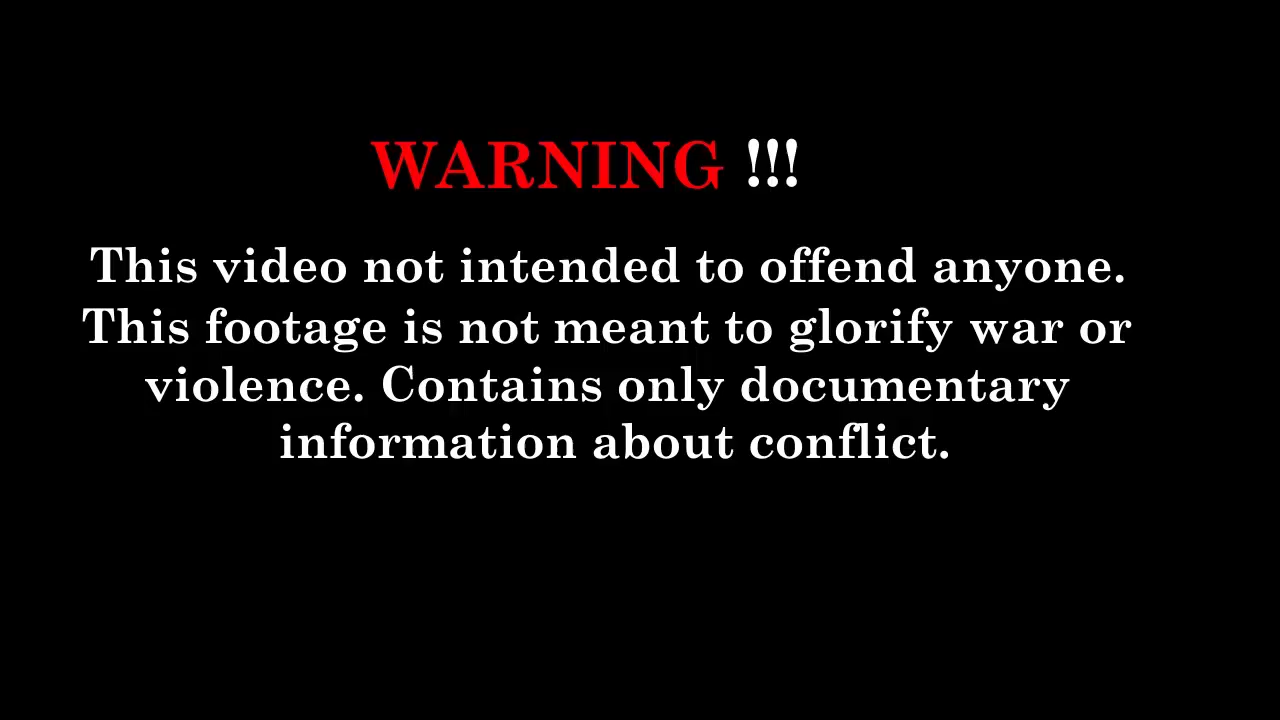 WARNING !!!
This video not intended to offend anyone.
This footage is not meant to glorify war or
violence. Contains only documentary
information about conflict.